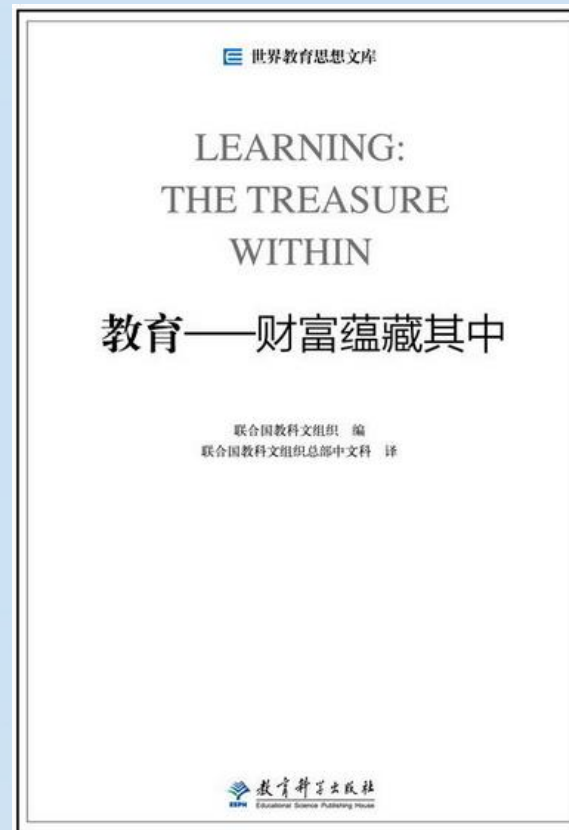 世界教育思想文库
LEARNING:
THE TREASURE
WITHIN
教育——财富蕴藏其中
联合国教科文组织 编
联合国教科文组织总部中文科 译
教育科学出版社
ESPH
Educational Science Publishing House